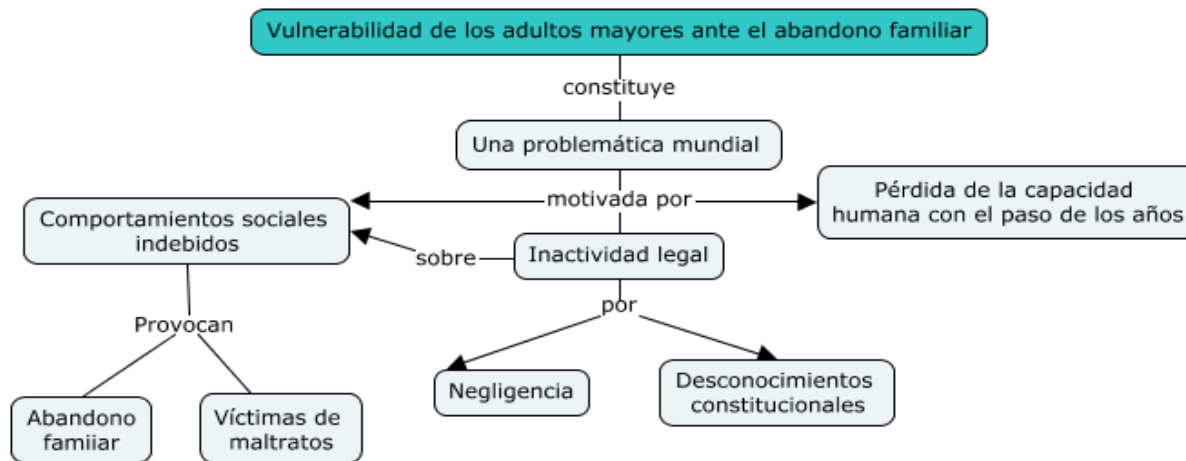 Vulnerabilidad de los adultos mayores ante el abandono familiar
constituye
Una problemática mundial
motivada por
Pérdida de la capacidad
humana con el paso de los años
Comportamientos sociales
indebidos
sobre
Inactividad legal
por
Provocan
Negligencia
Desconocimientos
constitucionales
Abandono
famiiar
Víctimas de
maltratos